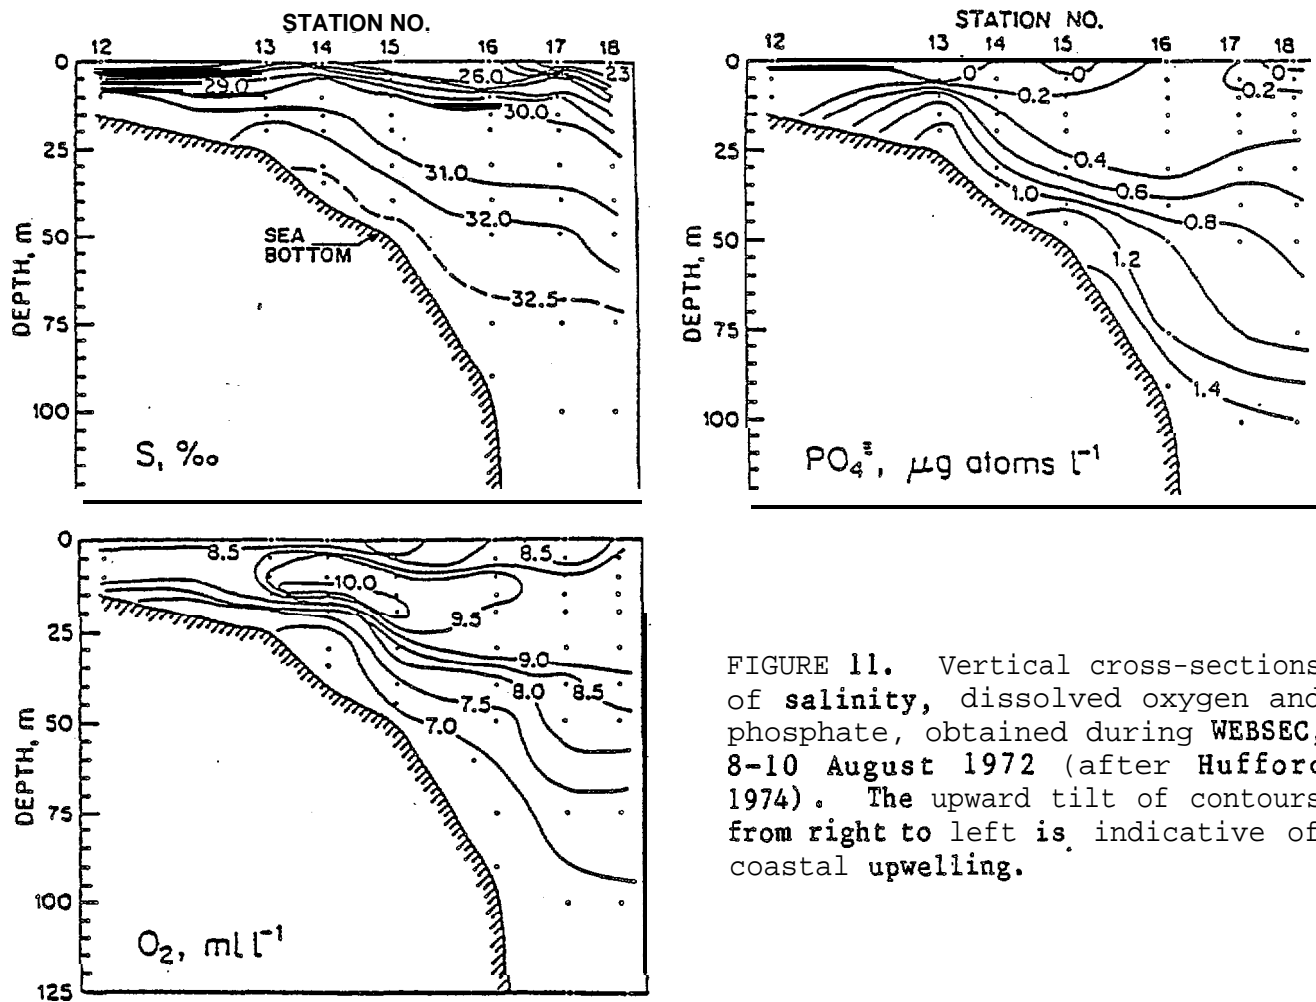 STATION NO.
12 13 14 15 16 17 18
0
25
50
75
100
DEPTH, m
29.0
26.0
23
30.0
31.0
32.0
32.5
SEA
BOTTOM
S, ‰
STATION NO.
12 13 14 15 16 17 18
0
25
50
75
100
DEPTH, m
0
0
0
0.2
0.2
0.4
0.6
0.8
1.0
1.2
1.4
PO₄≡, μg atoms l⁻¹
0
25
50
75
100
125
DEPTH, m
8.5
8.5
10.0
9.5
9.0
8.0
8.5
7.5
7.0
O₂, ml l⁻¹
FIGURE 11. Vertical cross-sections
of salinity, dissolved oxygen and
phosphate, obtained during WEBSEC,
8-10 August 1972 (after Hufford
1974). The upward tilt of contours
from right to left is indicative of
coastal upwelling.